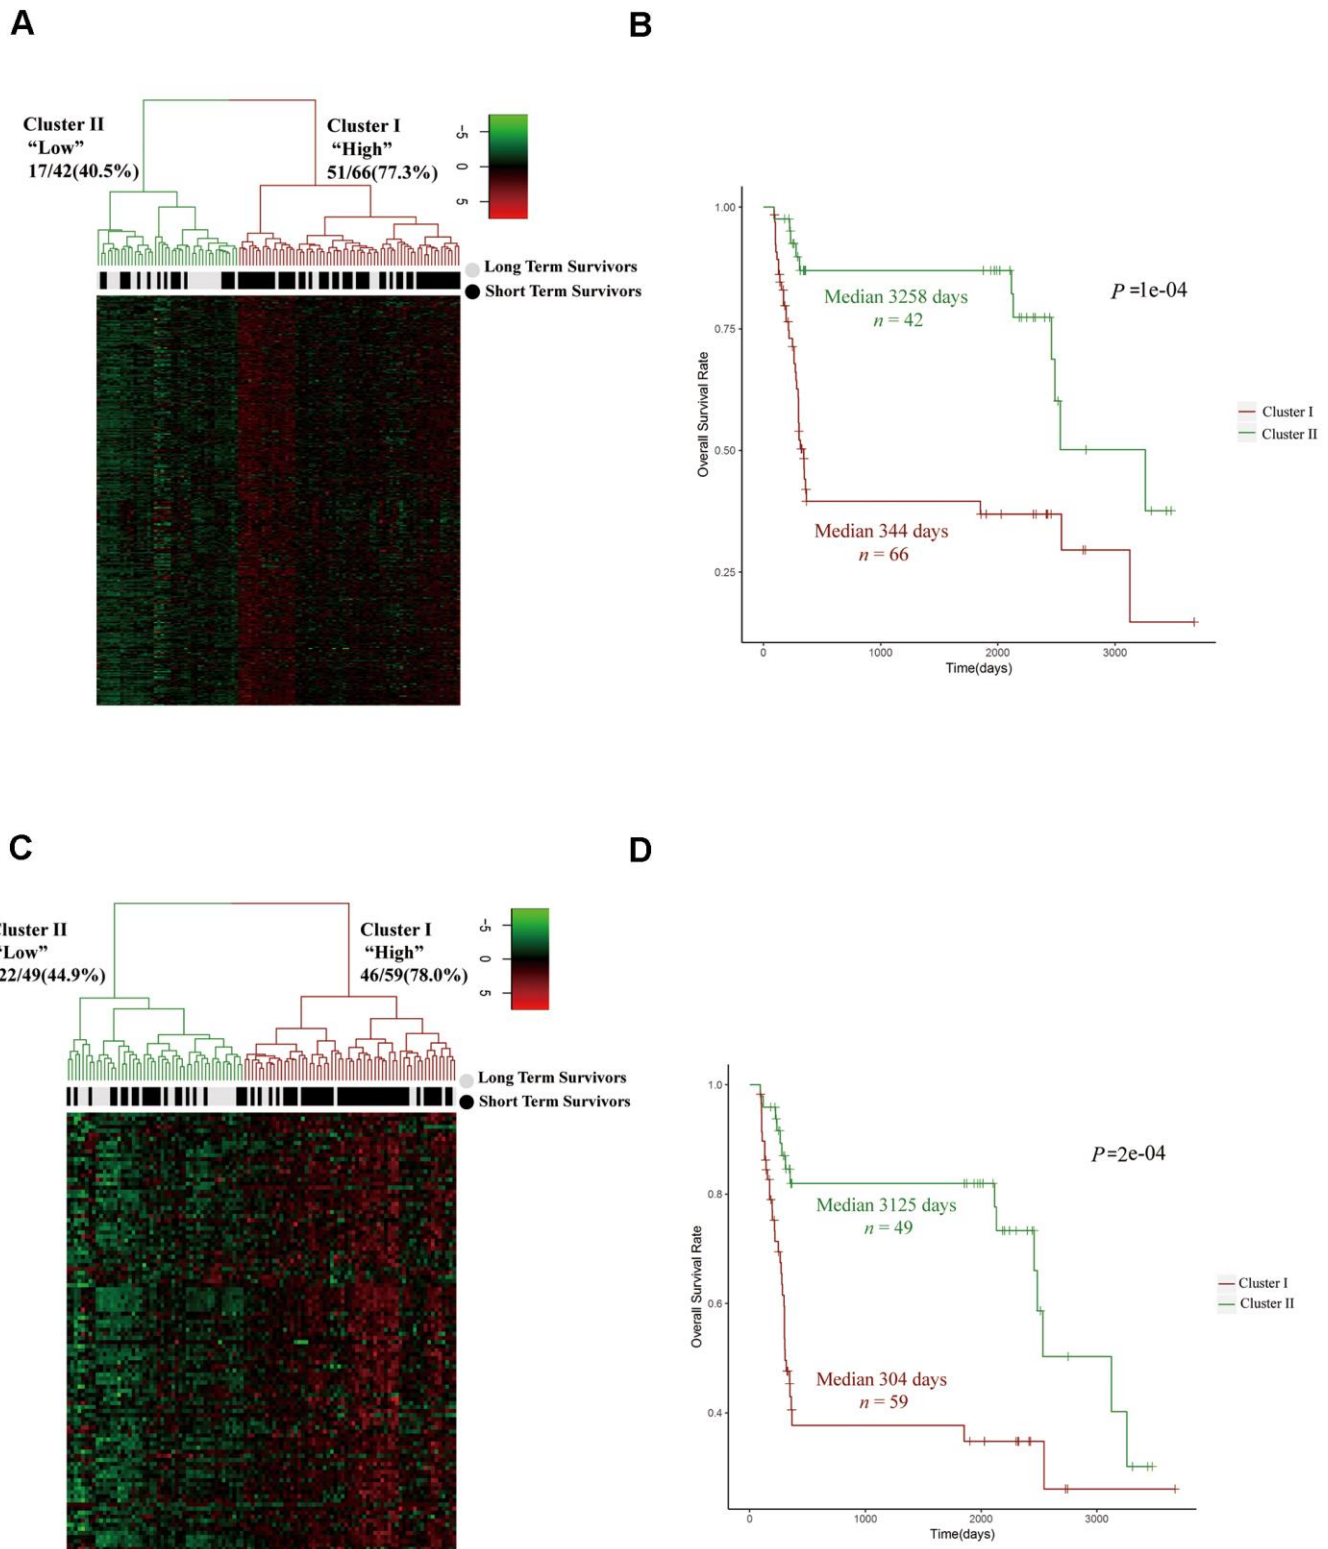 A
B
Cluster II
“Low”
17/42(40.5%)
Cluster I
“High”
51/66(77.3%)
-5
0
5
Long Term Survivors
Short Term Survivors
1.00
0.75
0.50
0.25
Overall Survival Rate
0
1000
2000
3000
Time(days)
Median 3258 days
n = 42
P =1e-04
Median 344 days
n = 66
Cluster I
Cluster II
C
D
luster II
“Low”
22/49(44.9%)
Cluster I
“High”
46/59(78.0%)
-5
0
5
Long Term Survivors
Short Term Survivors
1.0
0.8
0.6
0.4
Overall Survival Rate
0
1000
2000
3000
Time(days)
Median 3125 days
n = 49
P=2e-04
Median 304 days
n = 59
Cluster I
Cluster II